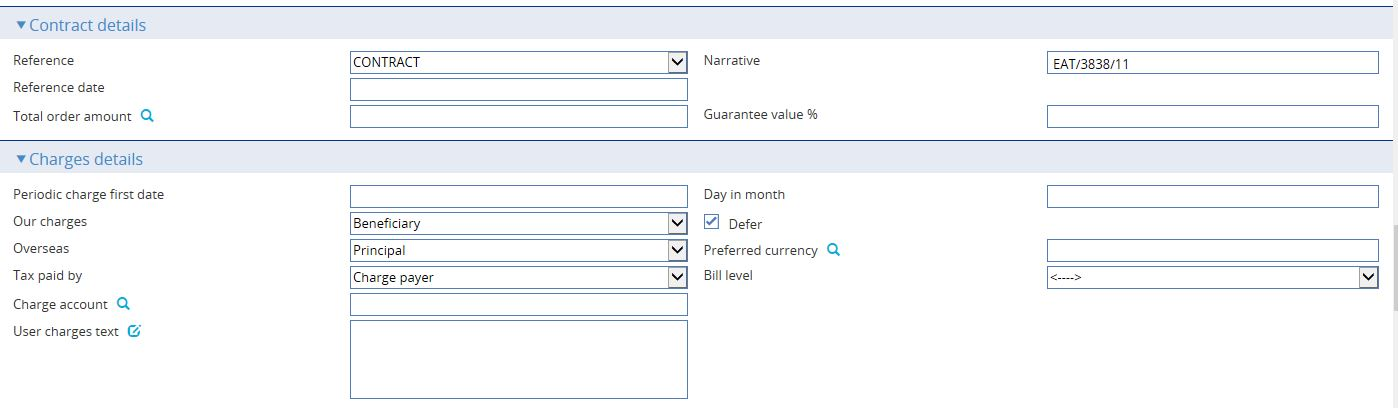 Contract details
Reference CONTRACT Narrative EAT/3838/11
Reference date
Total order amount Guarantee value %
Charges details
Periodic charge first date Day in month
Our charges Beneficiary Defer
Overseas Principal Preferred currency
Tax paid by Charge payer Bill level <---->
Charge account
User charges text